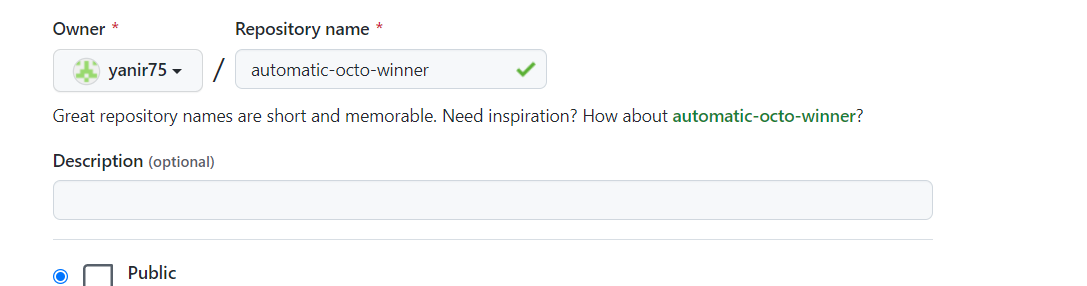 Owner * Repository name *
yanir75 / automatic-octo-winner
Great repository names are short and memorable. Need inspiration? How about automatic-octo-winner?
Description (optional)
Public